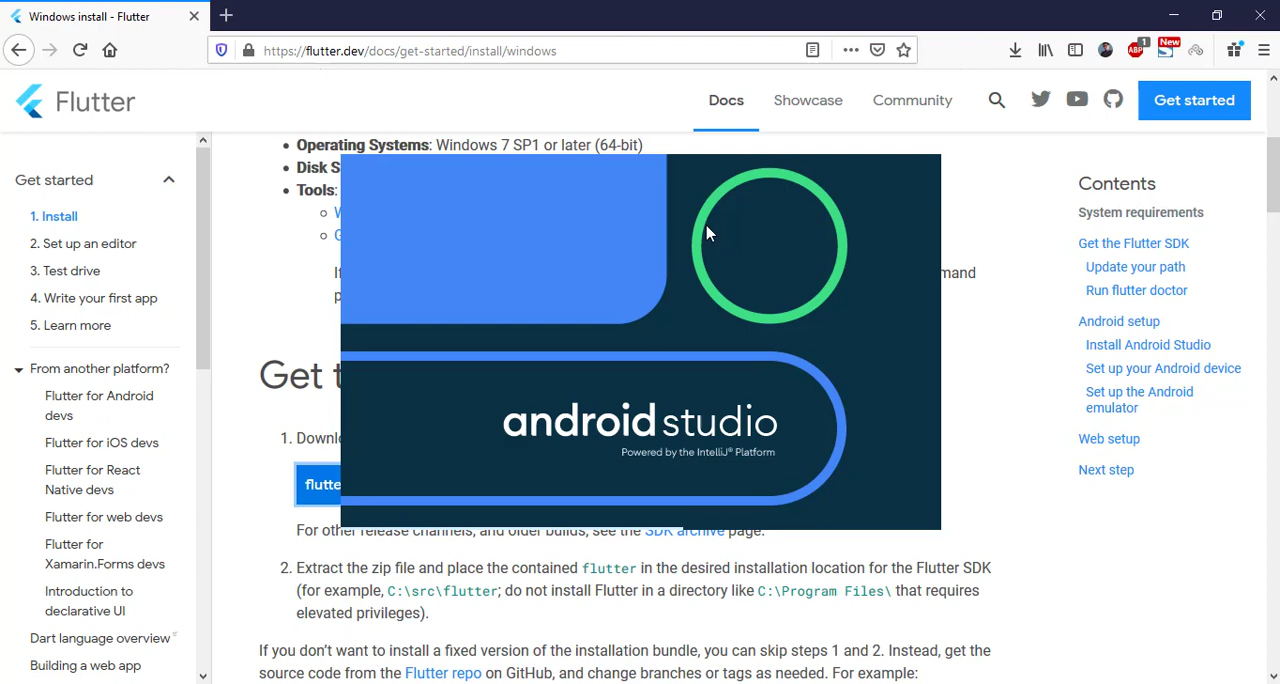 Windows install - Flutter
https://flutter.dev/docs/get-started/install/windows
1
New
Flutter
Docs
Showcase
Community
Get started
Get started
1. Install
2. Set up an editor
3. Test drive
4. Write your first app
5. Learn more
From another platform?
Flutter for Android
devs
Flutter for iOS devs
Flutter for React
Native devs
Flutter for web devs
Flutter for
Xamarin.Forms devs
Introduction to
declarative UI
Dart language overview
Building a web app
Operating Systems: Windows 7 SP1 or later (64-bit)
Disk S
Tools:
If
mand
p
Get t
android studio
Powered by the IntelliJ® Platform
1. Downl
flutte
For other release channels, and older builds, see the SDK archive page.
2. Extract the zip file and place the contained flutter in the desired installation location for the Flutter SDK
(for example, C:\src\flutter; do not install Flutter in a directory like C:\Program Files\ that requires
elevated privileges).
If you don't want to install a fixed version of the installation bundle, you can skip steps 1 and 2. Instead, get the
source code from the Flutter repo on GitHub, and change branches or tags as needed. For example:
Contents
System requirements
Get the Flutter SDK
Update your path
Run flutter doctor
Android setup
Install Android Studio
Set up your Android device
Set up the Android
emulator
Web setup
Next step